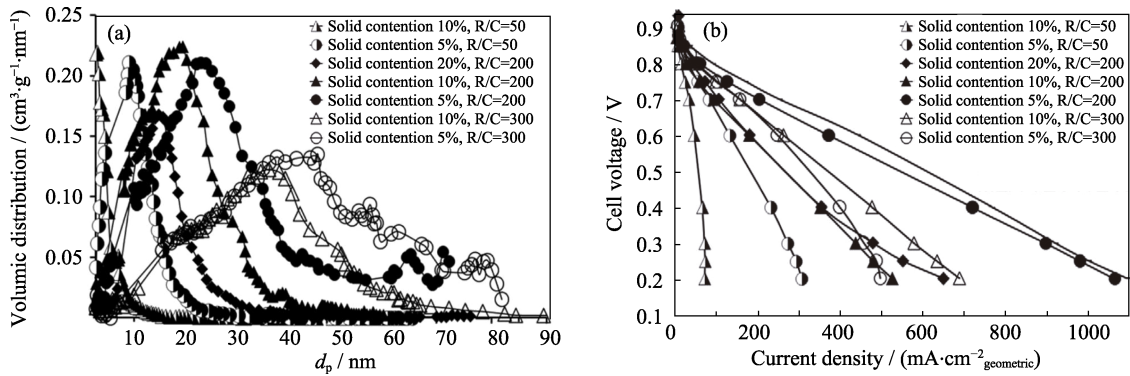 (a)
Volumic distribution / (cm³·g⁻¹·nm⁻¹)
0.25
0.20
0.15
0.10
0.05
0
10 20 30 40 50 60 70 80 90
dₚ / nm
Solid contention 10%, R/C=50
Solid contention 5%, R/C=50
Solid contention 20%, R/C=200
Solid contention 10%, R/C=200
Solid contention 5%, R/C=200
Solid contention 10%, R/C=300
Solid contention 5%, R/C=300
(b)
Cell voltage / V
0.9
0.8
0.7
0.6
0.5
0.4
0.3
0.2
0.1
0 200 400 600 800 1000
Current density / (mA·cm⁻²geometric)
Solid contention 10%, R/C=50
Solid contention 5%, R/C=50
Solid contention 20%, R/C=200
Solid contention 10%, R/C=200
Solid contention 5%, R/C=200
Solid contention 10%, R/C=300
Solid contention 5%, R/C=300